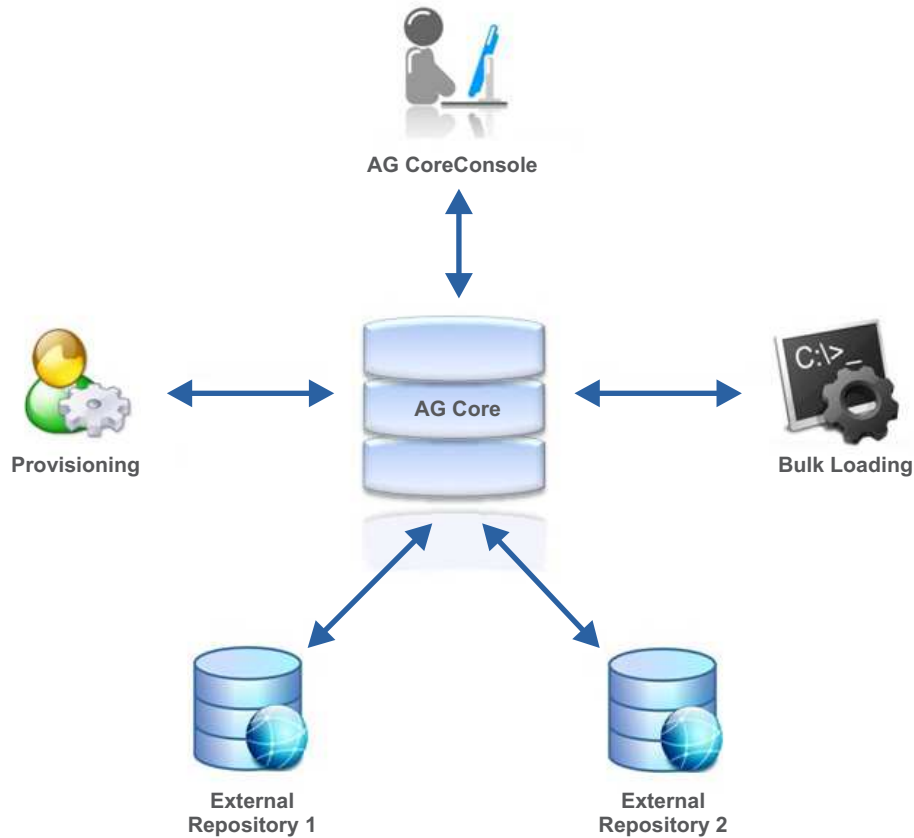 AG CoreConsole
C:\>_
AG Core
Provisioning
Bulk Loading
External
Repository 1
External
Repository 2